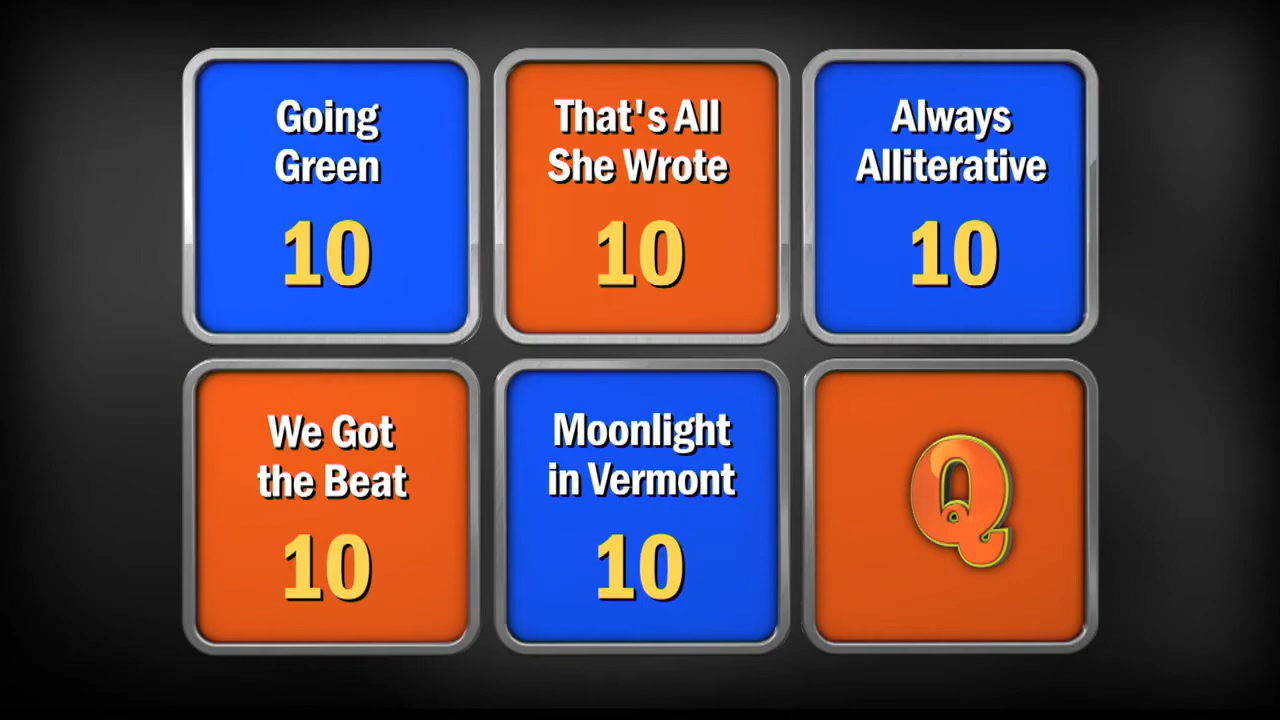 Going
Green
10
That's All
She Wrote
10
Always
Alliterative
10
We Got
the Beat
10
Moonlight
in Vermont
10
Q